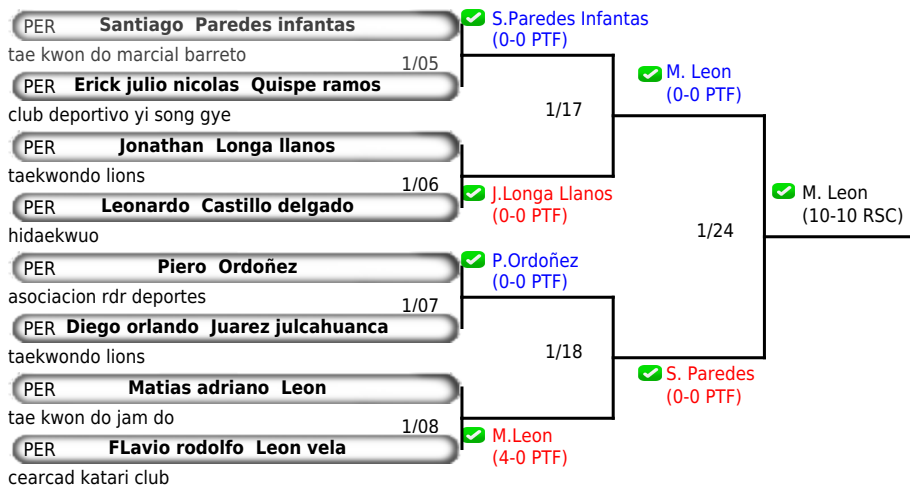 PER Santiago Paredes infantas
tae kwon do marcial barreto
1/05
PER Erick julio nicolas Quispe ramos
club deportivo yi song gye
S.Paredes Infantas
(0-0 PTF)
1/17
PER Jonathan Longa llanos
taekwondo lions
1/06
PER Leonardo Castillo delgado
hidaekwuo
J.Longa Llanos
(0-0 PTF)
M. Leon
(0-0 PTF)
1/24
M. Leon
(10-10 RSC)
PER Piero Ordoñez
asociacion rdr deportes
1/07
PER Diego orlando Juarez julcahuanca
taekwondo lions
P.Ordoñez
(0-0 PTF)
1/18
PER Matias adriano Leon
tae kwon do jam do
1/08
PER FLavio rodolfo Leon vela
cearcad katari club
M.Leon
(4-0 PTF)
S. Paredes
(0-0 PTF)